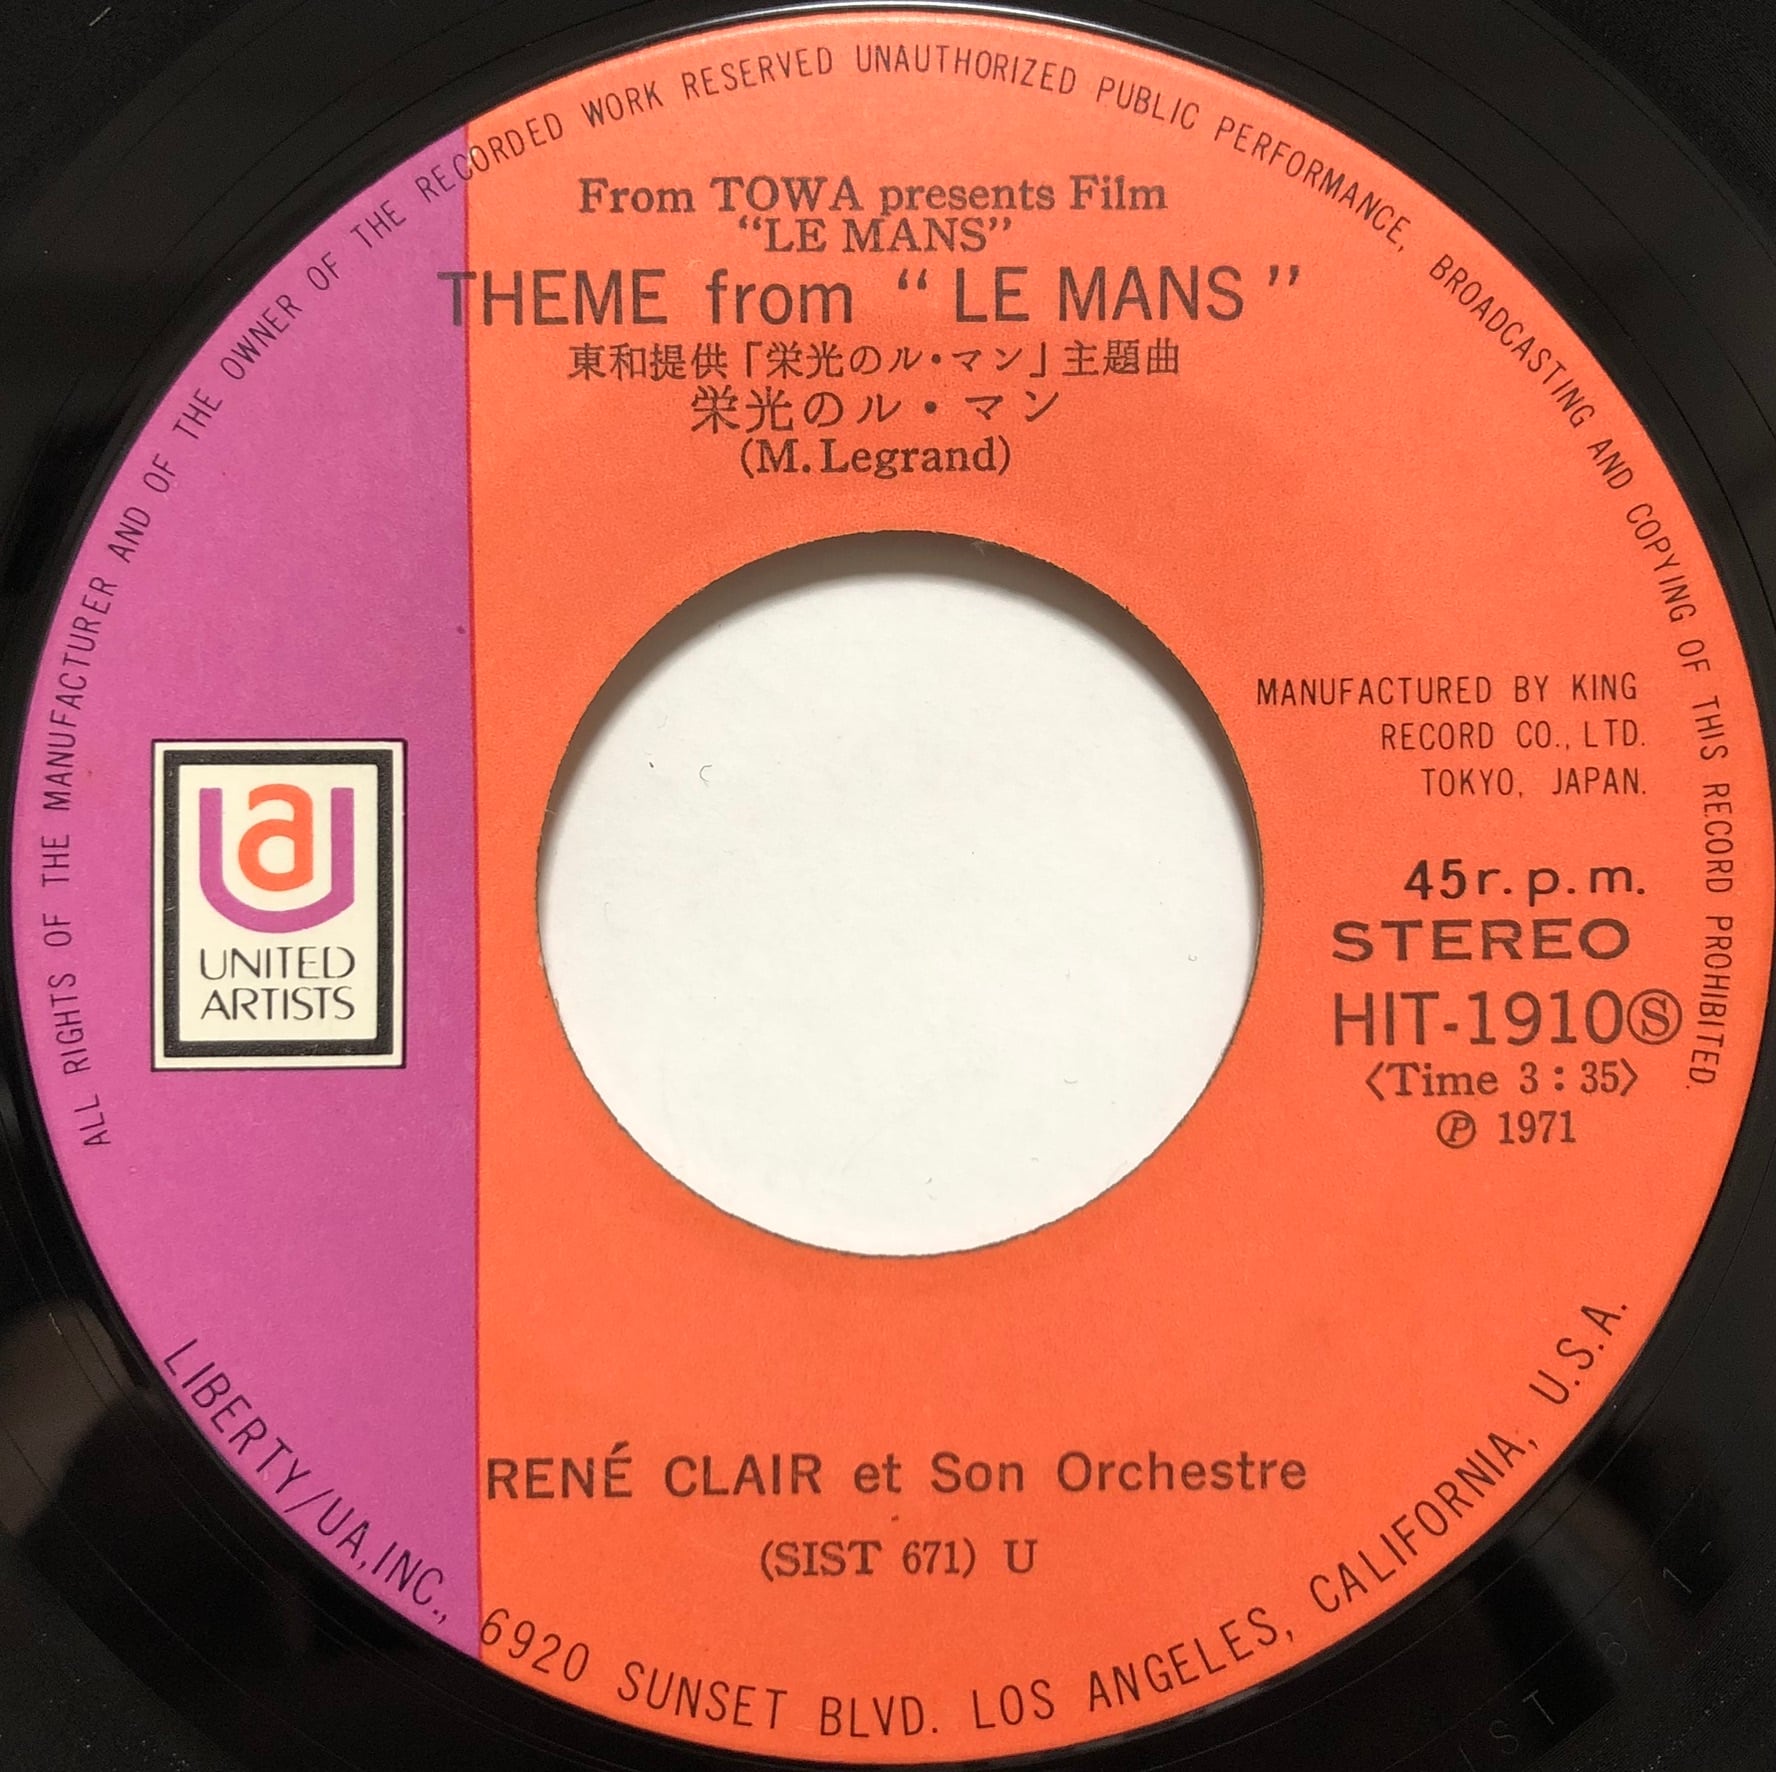 ALL RIGHTS OF THE MANUFACTURER AND OF THE OWNER OF THE RECORDED WORK RESERVED UNAUTHORIZED PUBLIC PERFORMANCE, BROADCASTING AND COPYING OF THIS RECORD PROHIBITED.
From TOWA presents Film
“LE MANS”
THEME from “LE MANS”
東和提供「栄光のル・マン」主題曲
栄光のル・マン
(M. Legrand)
MANUFACTURED BY KING
RECORD CO., LTD.
TOKYO, JAPAN.
ua
UNITED
ARTISTS
45 r.p.m.
STEREO
HIT-1910Ⓢ
〈Time 3:35〉
Ⓟ 1971
RENÉ CLAIR et Son Orchestre
(SIST 671) U
LIBERTY/UA, INC., 6920 SUNSET BLVD. LOS ANGELES, CALIFORNIA, U.S.A.